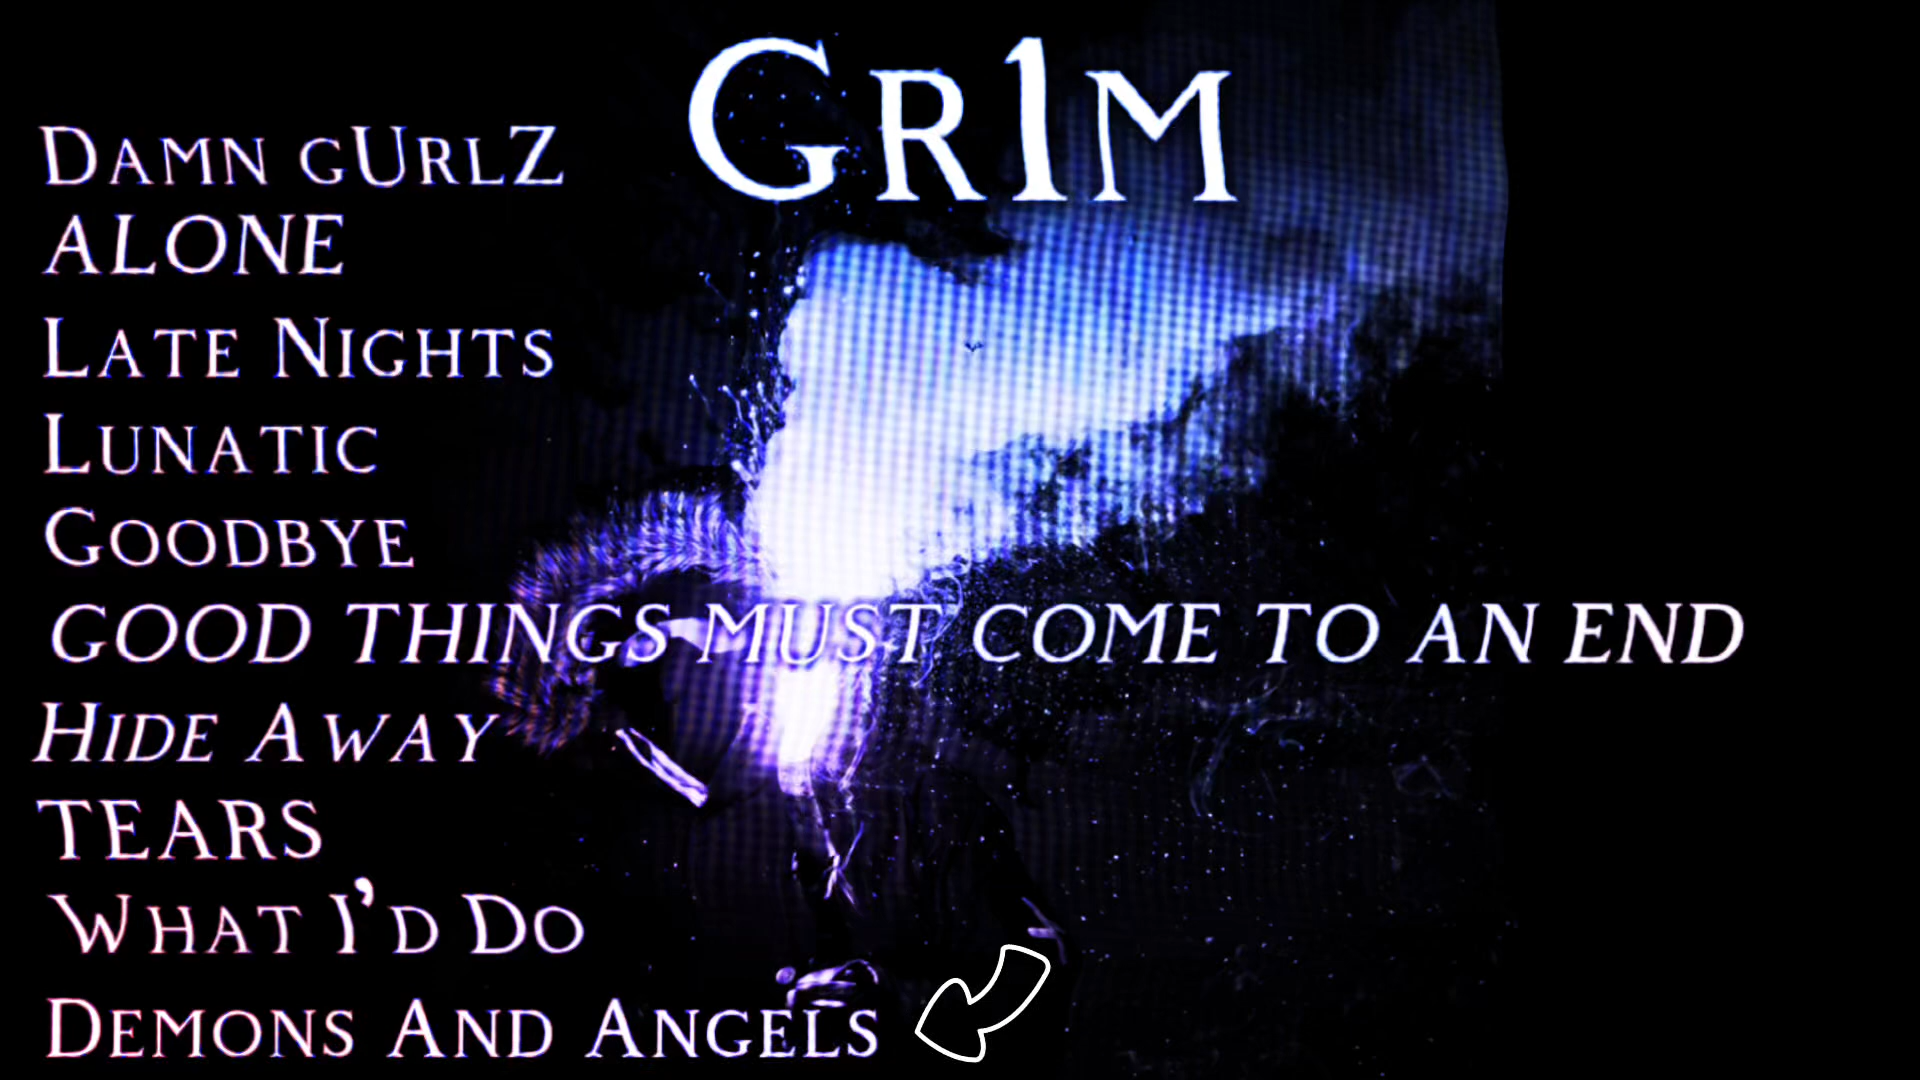 Gr1m
Damn gUrlZ
ALONE
Late Nights
Lunatic
Goodbye
GOOD THINGS MUST COME TO AN END
Hide Away
TEARS
What I'd Do
Demons And Angels